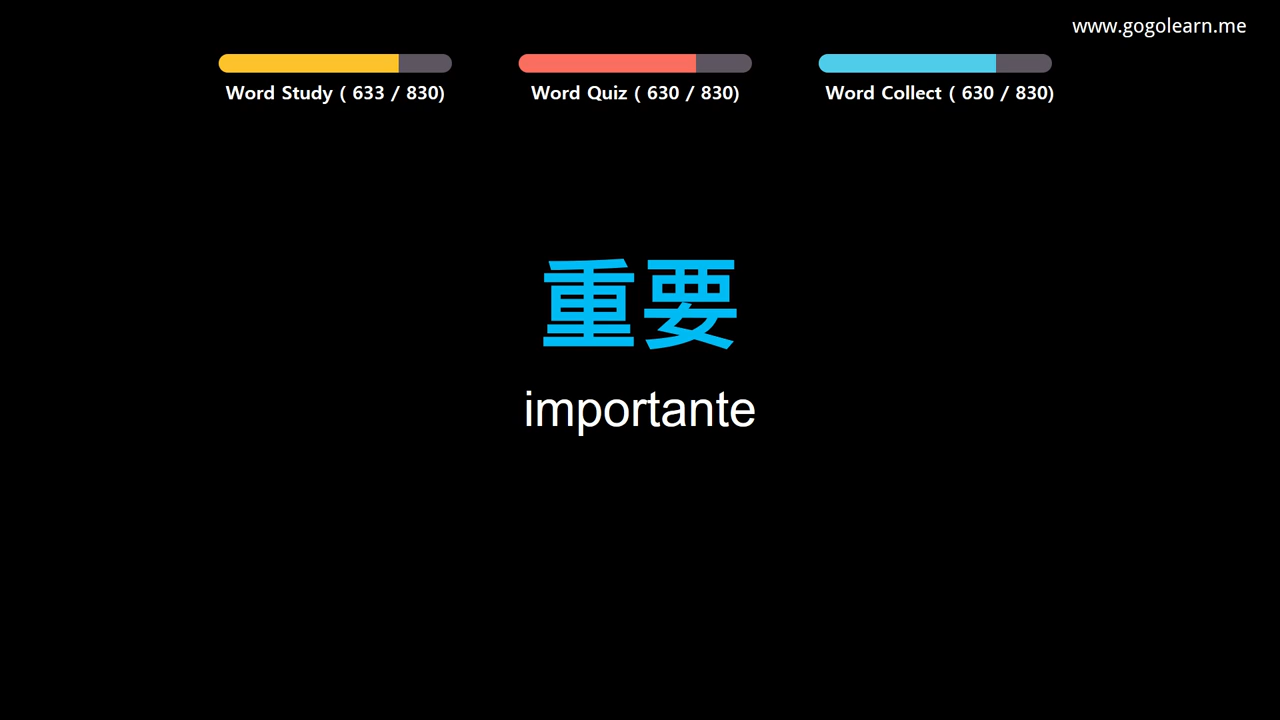 www.gogolearn.me
Word Study ( 633 / 830)
Word Quiz ( 630 / 830)
Word Collect ( 630 / 830)
重要
importante